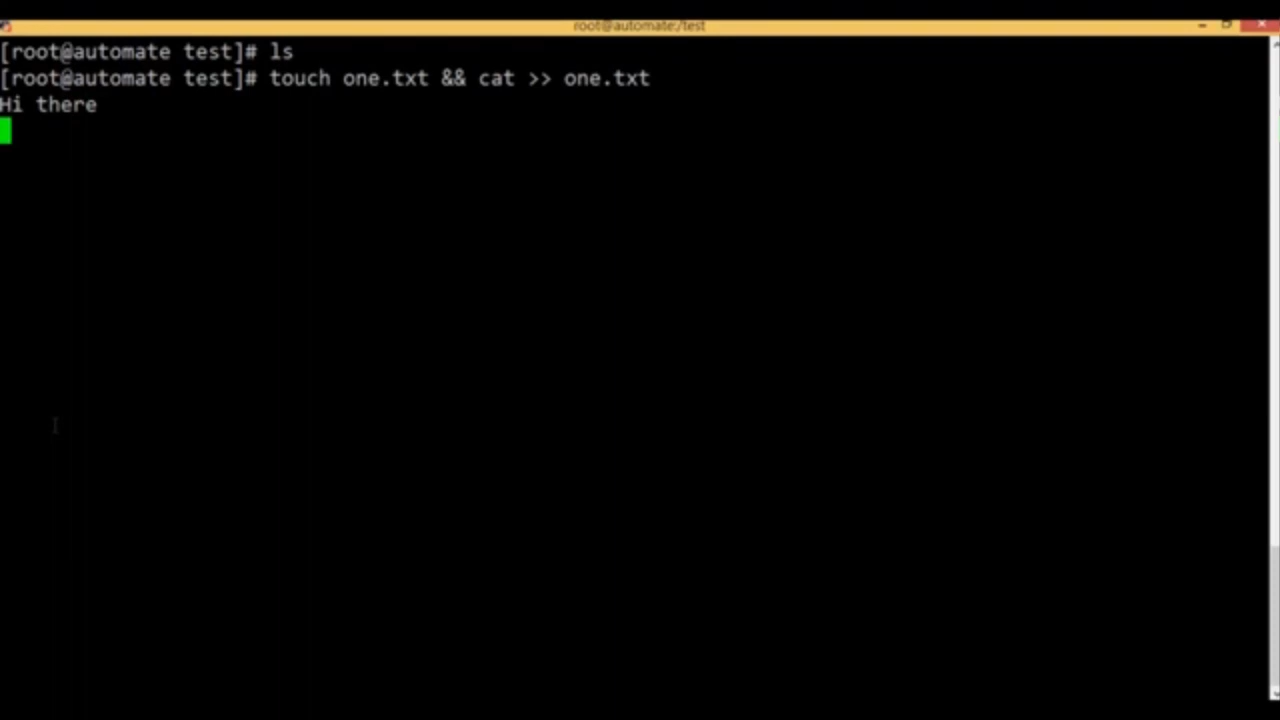 root@automate:/test
[root@automate test]# ls
[root@automate test]# touch one.txt && cat >> one.txt
Hi there